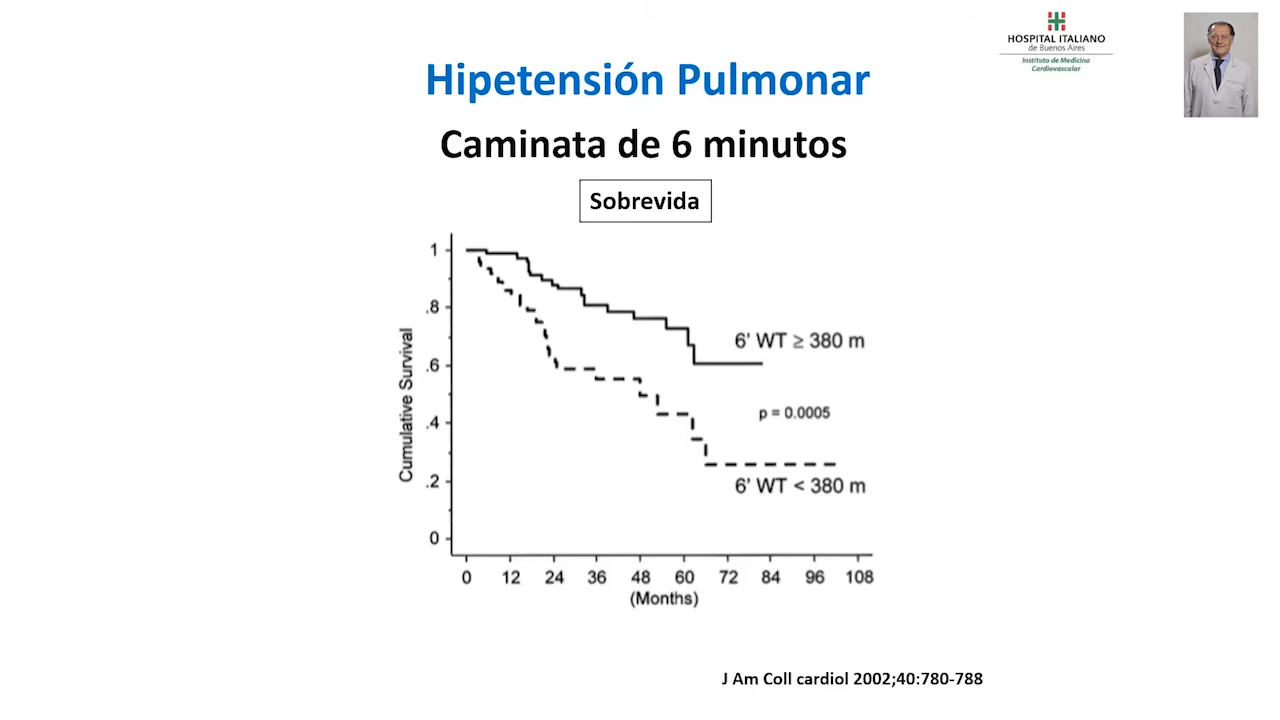 HOSPITAL ITALIANO
de Buenos Aires
Instituto de Medicina
Cardiovascular
Hipetensión Pulmonar
Caminata de 6 minutos
Sobrevida
Cumulative Survival
1
.8
.6
.4
.2
0
6' WT ≥ 380 m
p = 0.0005
6' WT < 380 m
0 12 24 36 48 60 72 84 96 108
(Months)
J Am Coll cardiol 2002;40:780-788